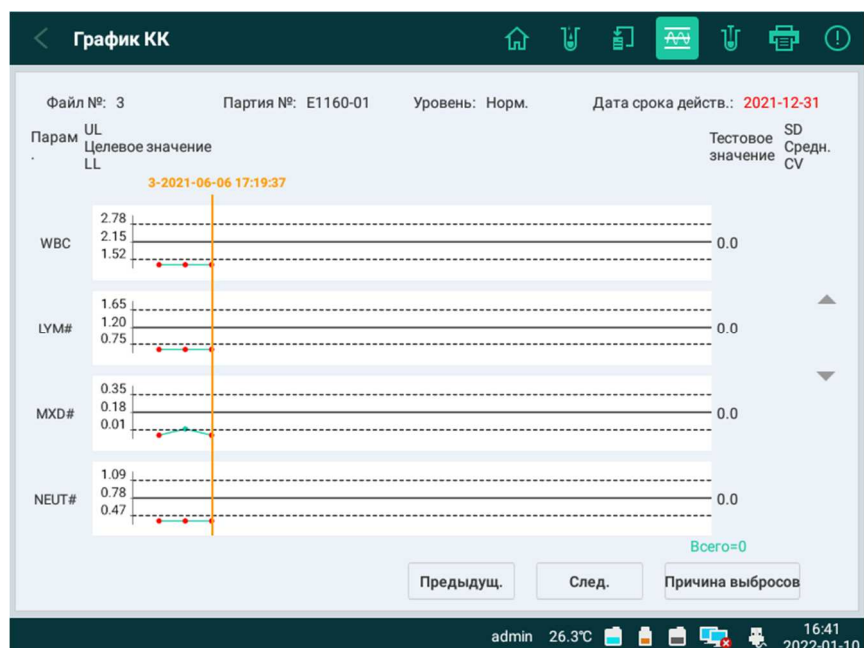 График КК
Файл №: 3 Партия №: E1160-01 Уровень: Норм. Дата срока действ.: 2021-12-31
Парам. UL Целевое значение LL Тестовое значение SD Средн. CV
3-2021-06-06 17:19:37
2.78
WBC 2.15 0.0
1.52
1.65
LYM# 1.20 0.0
0.75
0.35
MXD# 0.18 0.0
0.01
1.09
NEUT# 0.78 0.0
0.47
Всего=0
Предыдущ. След. Причина выбросов
admin 26.3℃ 16:41
2022-01-10